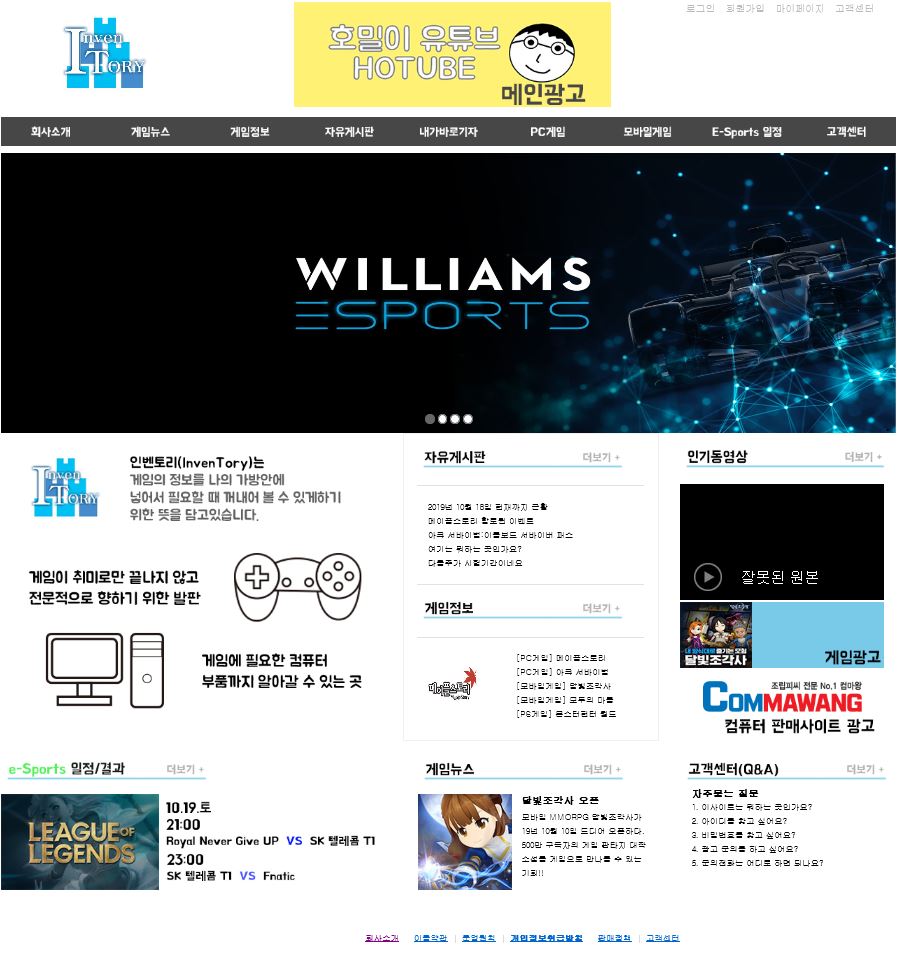 Inven
TORY
호밀이 유튜브
HOTUBE
메인광고
로그인 회원가입 마이페이지 고객센터
회사소개 게임뉴스 게임정보 자유게시판 내가바로기자 PC게임 모바일게임 E-Sports 일정 고객센터
WILLIAMS
ESPORTS
Inven
TORY
인벤토리(InvenTory)는
게임의 정보를 나의 가방안에
넣어서 필요할 때 꺼내어 볼 수 있게하기
위한 뜻을 담고있습니다.
게임이 취미로만 끝나지 않고
전문적으로 향하기 위한 발판
게임에 필요한 컴퓨터
부품까지 알아갈 수 있는 곳
자유게시판 더보기 +
2019년 10월 18일 현재까지 근황
메이플스토리 할로윈 이벤트
아크 서바이벌:이볼브드 서바이버 패스
여기는 뭐하는 곳인가요?
다들주가 시험기간이네요
게임정보 더보기 +
메이플스토리
[PC게임] 메이플스토리
[PC게임] 아크 서바이벌
[모바일게임] 달빛조각사
[모바일게임] 모두의 마블
[PS게임] 몬스터헌터 월드
인기동영상 더보기 +
잘못된 원본
내 방식대로 즐기는 모험
달빛조각사
게임광고
조립피씨 전문 No.1 컴마왕
COMMAWANG
컴퓨터 판매사이트 광고
e-Sports 일정/결과 더보기 +
LEAGUE OF
LEGENDS
10.19.토
21:00
Royal Never Give UP VS SK 텔레콤 T1
23:00
SK 텔레콤 T1 VS Fnatic
게임뉴스 더보기 +
달빛조각사 오픈
모바일 MMORPG 달빛조각사가
19년 10월 10일 드디어 오픈하다.
500만 구독자의 게임 판타지 대작
소설을 게임으로 만나볼 수 있는
기회!!
고객센터(Q&A) 더보기 +
자주묻는 질문
1. 이사이트는 뭐하는 곳인가요?
2. 아이디를 찾고 싶어요?
3. 비밀번호를 찾고 싶어요?
4. 광고 문의를 하고 싶어요?
5. 문의전화는 어디로 하면 되나요?
회사소개 이용약관 | 운영원칙 | 개인정보취급방침 판매정책 | 고객센터